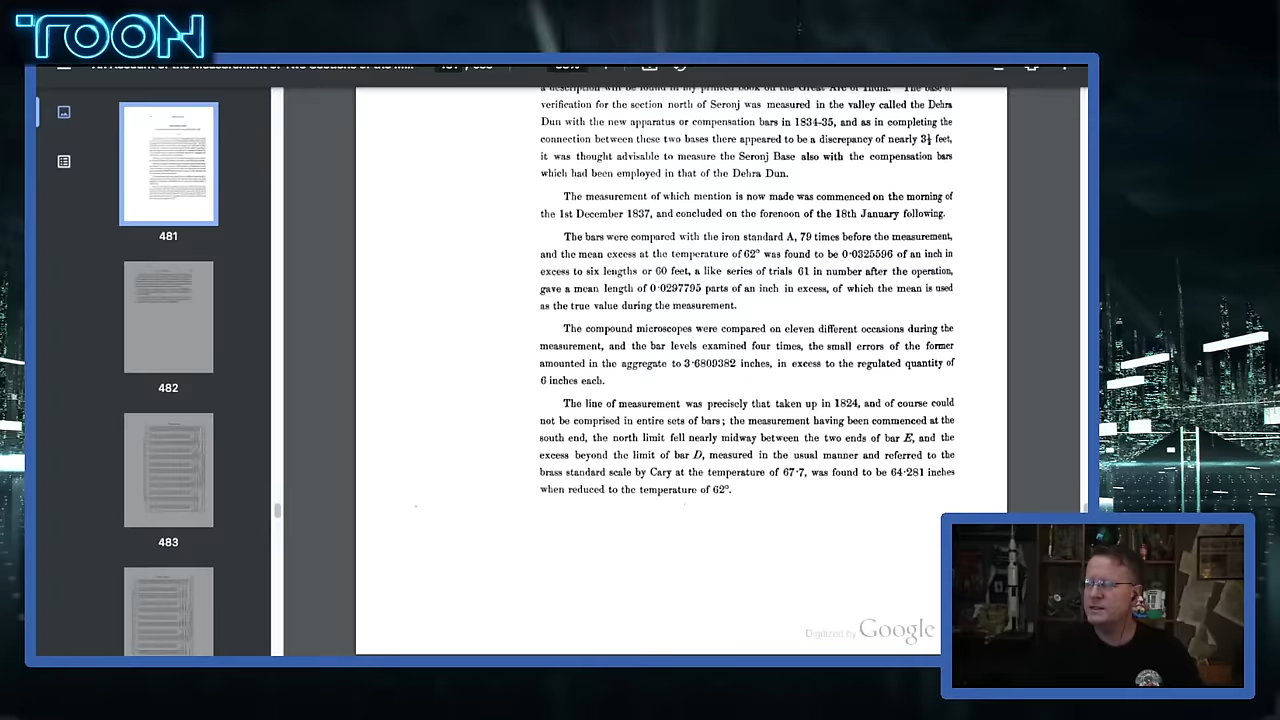 TOON
An Account of the Measurement of Two Sections of the M...
a description will be found in my printed book on the Great Arc of India. The base of
verification for the section north of Seronj was measured in the valley called the Dehra
Dun with the new apparatus or compensation bars in 1834-35, and as in completing the
connection between these two bases there appeared to be a discrepancy of nearly 3½ feet,
it was thought advisable to measure the Seronj Base also with the compensation bars
which had been employed in that of the Dehra Dun.
The measurement of which mention is now made was commenced on the morning of
the 1st December 1837, and concluded on the forenoon of the 18th January following.
The bars were compared with the iron standard A, 79 times before the measurement,
and the mean excess at the temperature of 62° was found to be 0·0325596 of an inch in
excess to six lengths or 60 feet, a like series of trials 61 in number after the operation,
gave a mean length of 0·0297795 parts of an inch in excess, of which the mean is used
as the true value during the measurement.
The compound microscopes were compared on eleven different occasions during the
measurement, and the bar levels examined four times, the small errors of the former
amounted in the aggregate to 3·6809382 inches, in excess to the regulated quantity of
6 inches each.
The line of measurement was precisely that taken up in 1824, and of course could
not be comprised in entire sets of bars; the measurement having been commenced at the
south end, the north limit fell nearly midway between the two ends of bar E, and the
excess beyond the limit of bar D, measured in the usual manner and referred to the
brass standard scale by Cary at the temperature of 67·7, was found to be 64·281 inches
when reduced to the temperature of 62°.
Digitized by Google
481
482
483